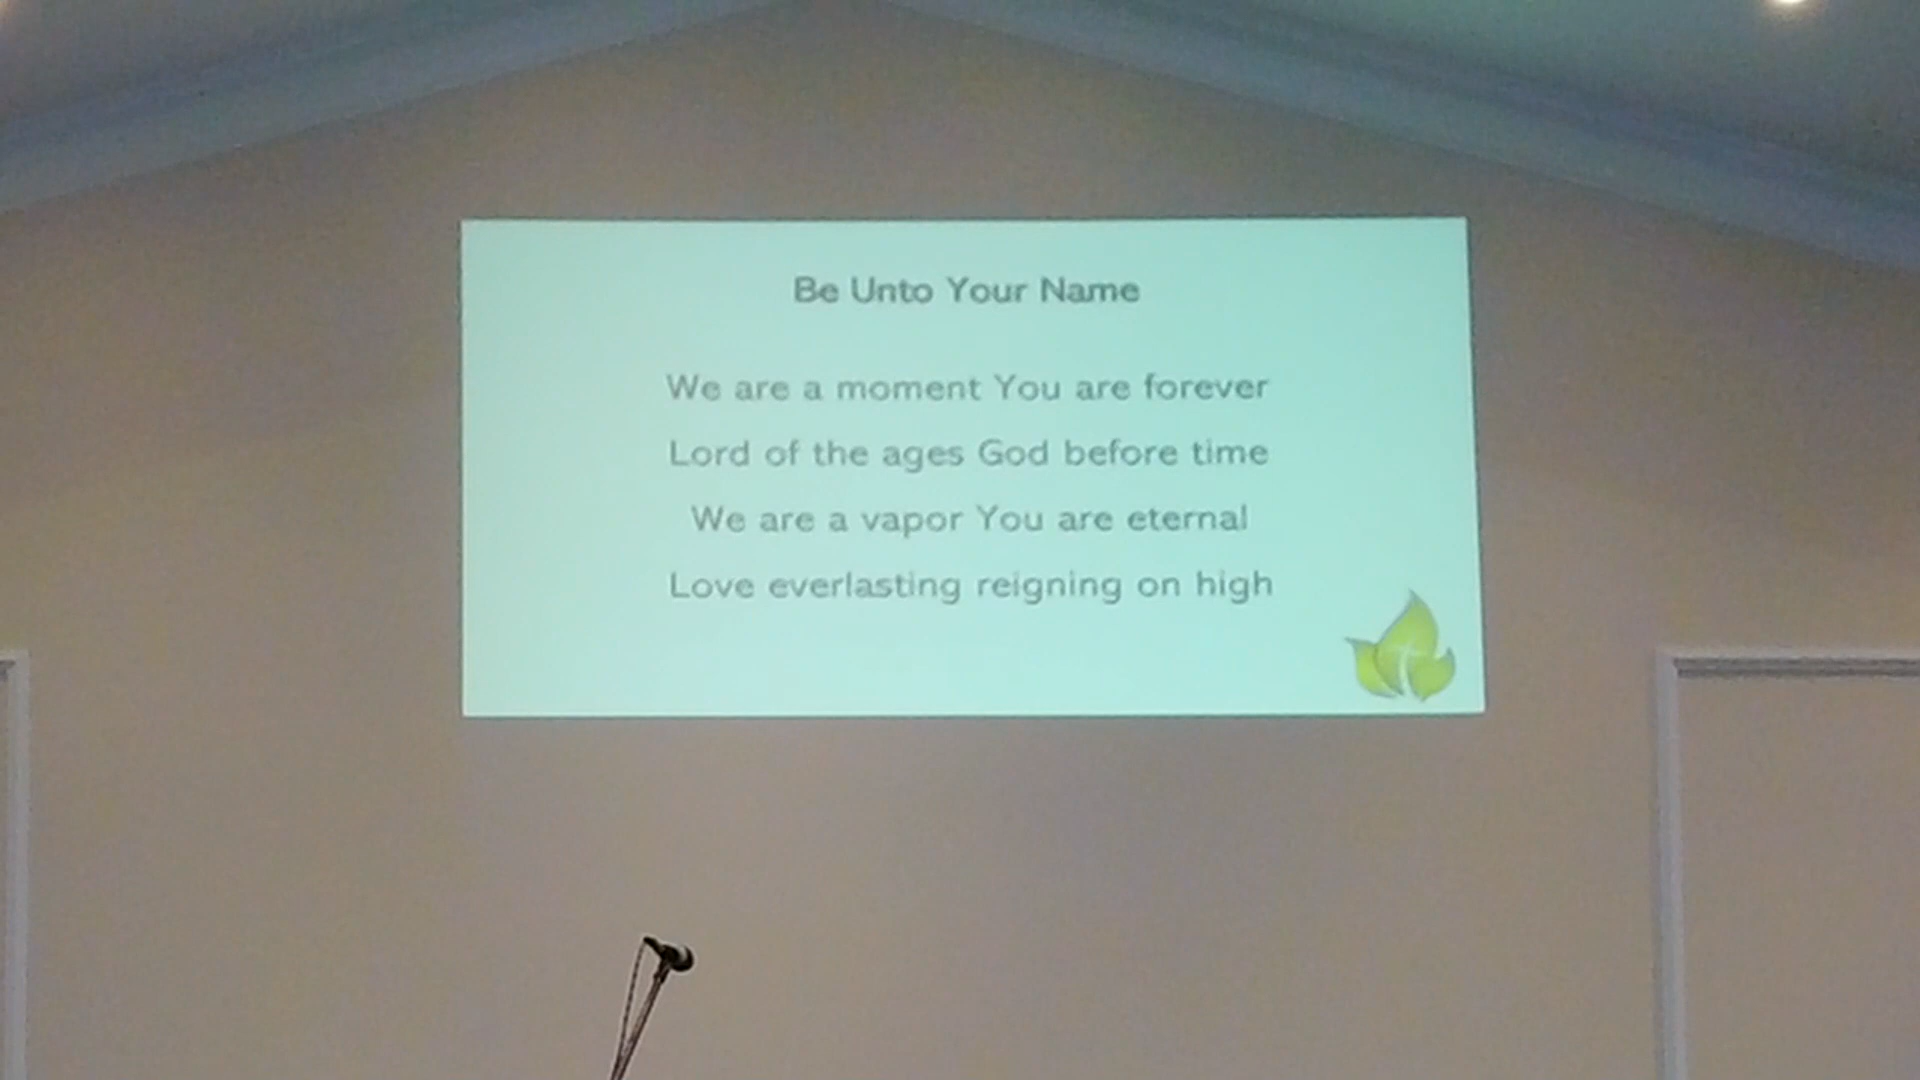 Be Unto Your Name
We are a moment You are forever
Lord of the ages God before time
We are a vapor You are eternal
Love everlasting reigning on high